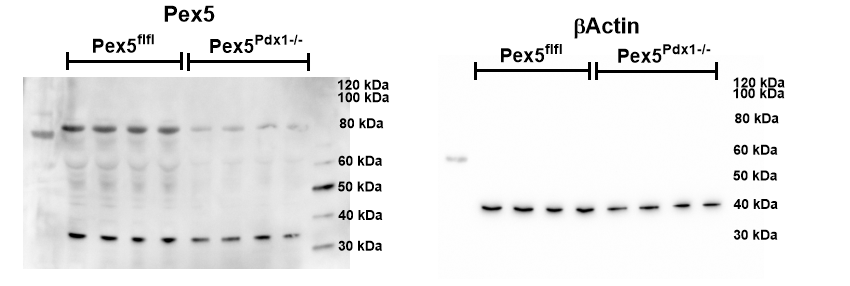 Pex5
Pex5flfl
Pex5Pdx1-/-
120 kDa
100 kDa
80 kDa
60 kDa
50 kDa
40 kDa
30 kDa
βActin
Pex5flfl
Pex5Pdx1-/-
120 kDa
100 kDa
80 kDa
60 kDa
50 kDa
40 kDa
30 kDa